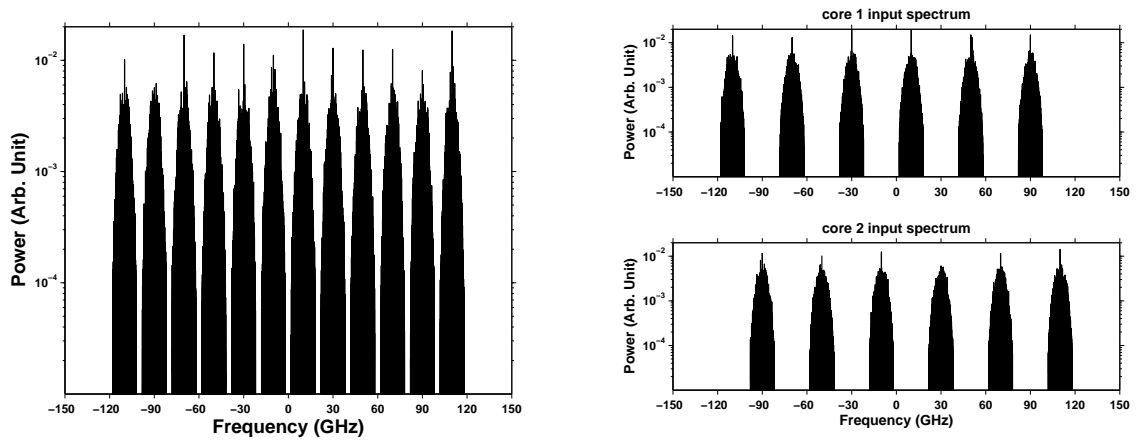 Power (Arb. Unit)
10⁻²
10⁻³
10⁻⁴
−150 −120 −90 −60 −30 0 30 60 90 120 150
Frequency (GHz)
core 1 input spectrum
Power (Arb. Unit)
10⁻²
10⁻³
10⁻⁴
−150 −120 −90 −60 −30 0 30 60 90 120 150
core 2 input spectrum
Power (Arb. Unit)
10⁻²
10⁻³
10⁻⁴
−150 −120 −90 −60 −30 0 30 60 90 120 150
Frequency (GHz)